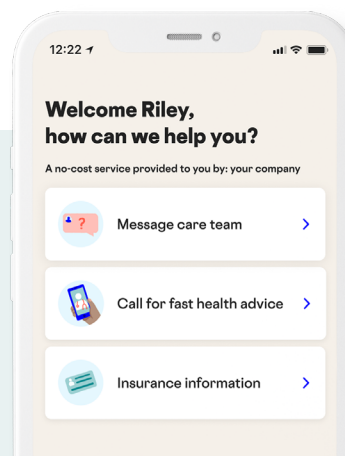 12:22
Welcome Riley,
how can we help you?
A no-cost service provided to you by: your company
?
Message care team
Call for fast health advice
Insurance information